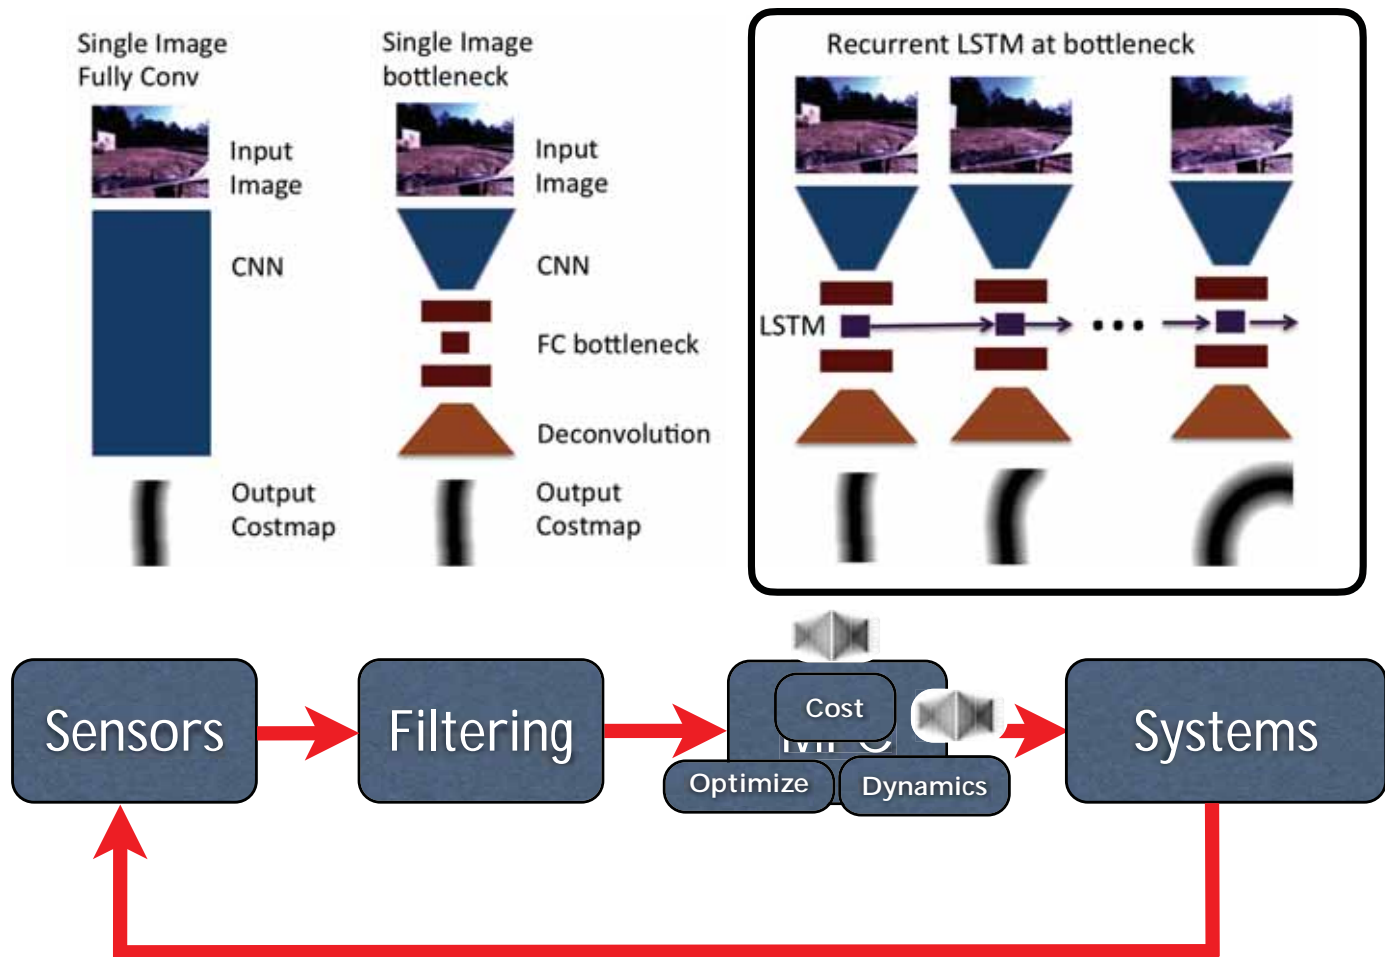 Single Image
Fully Conv
Input
Image
CNN
Output
Costmap
Single Image
bottleneck
Input
Image
CNN
FC bottleneck
Deconvolution
Output
Costmap
Recurrent LSTM at bottleneck
LSTM
Sensors
Filtering
Cost
MPC
Optimize
Dynamics
Systems